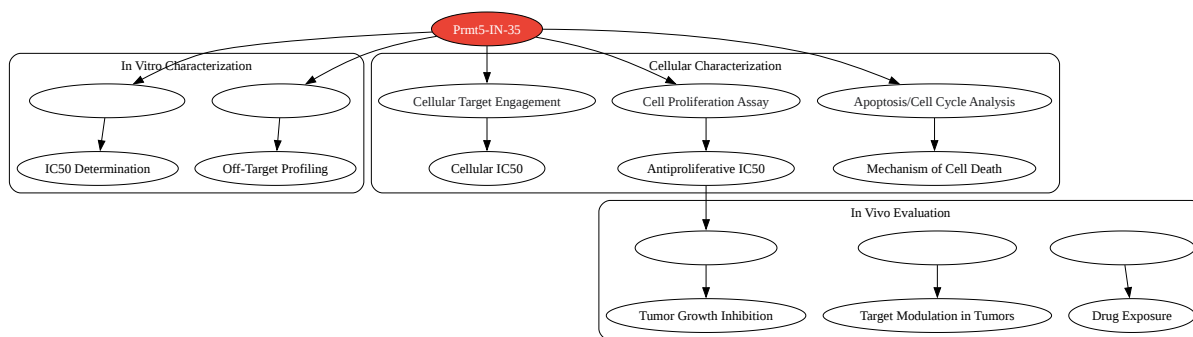 Prmt5-IN-35
In Vitro Characterization
Cellular Characterization
Cellular Target Engagement
Cell Proliferation Assay
Apoptosis/Cell Cycle Analysis
IC50 Determination
Off-Target Profiling
Cellular IC50
Antiproliferative IC50
Mechanism of Cell Death
In Vivo Evaluation
Tumor Growth Inhibition
Target Modulation in Tumors
Drug Exposure